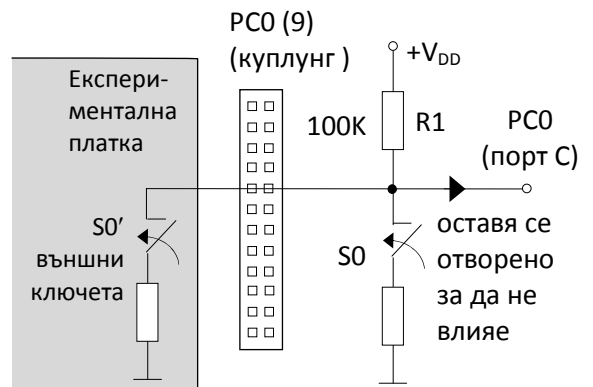 PC0 (9)
(куплунг )
Експери-
ментална
платка
+VDD
100K
R1
PC0
(порт C)
S0'
външни
ключета
S0
оставя се
отворено
за да не
влияе